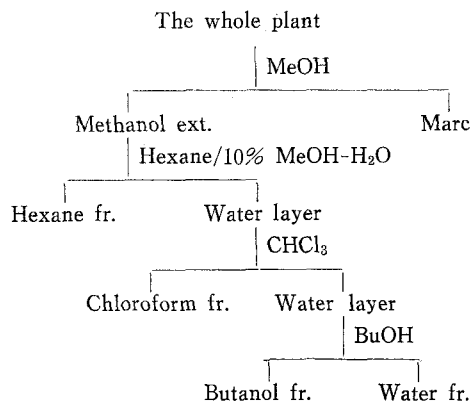 The whole plant
MeOH
Methanol ext. Marc
Hexane/10% MeOH-H₂O
Hexane fr. Water layer
CHCl₃
Chloroform fr. Water layer
BuOH
Butanol fr. Water fr.